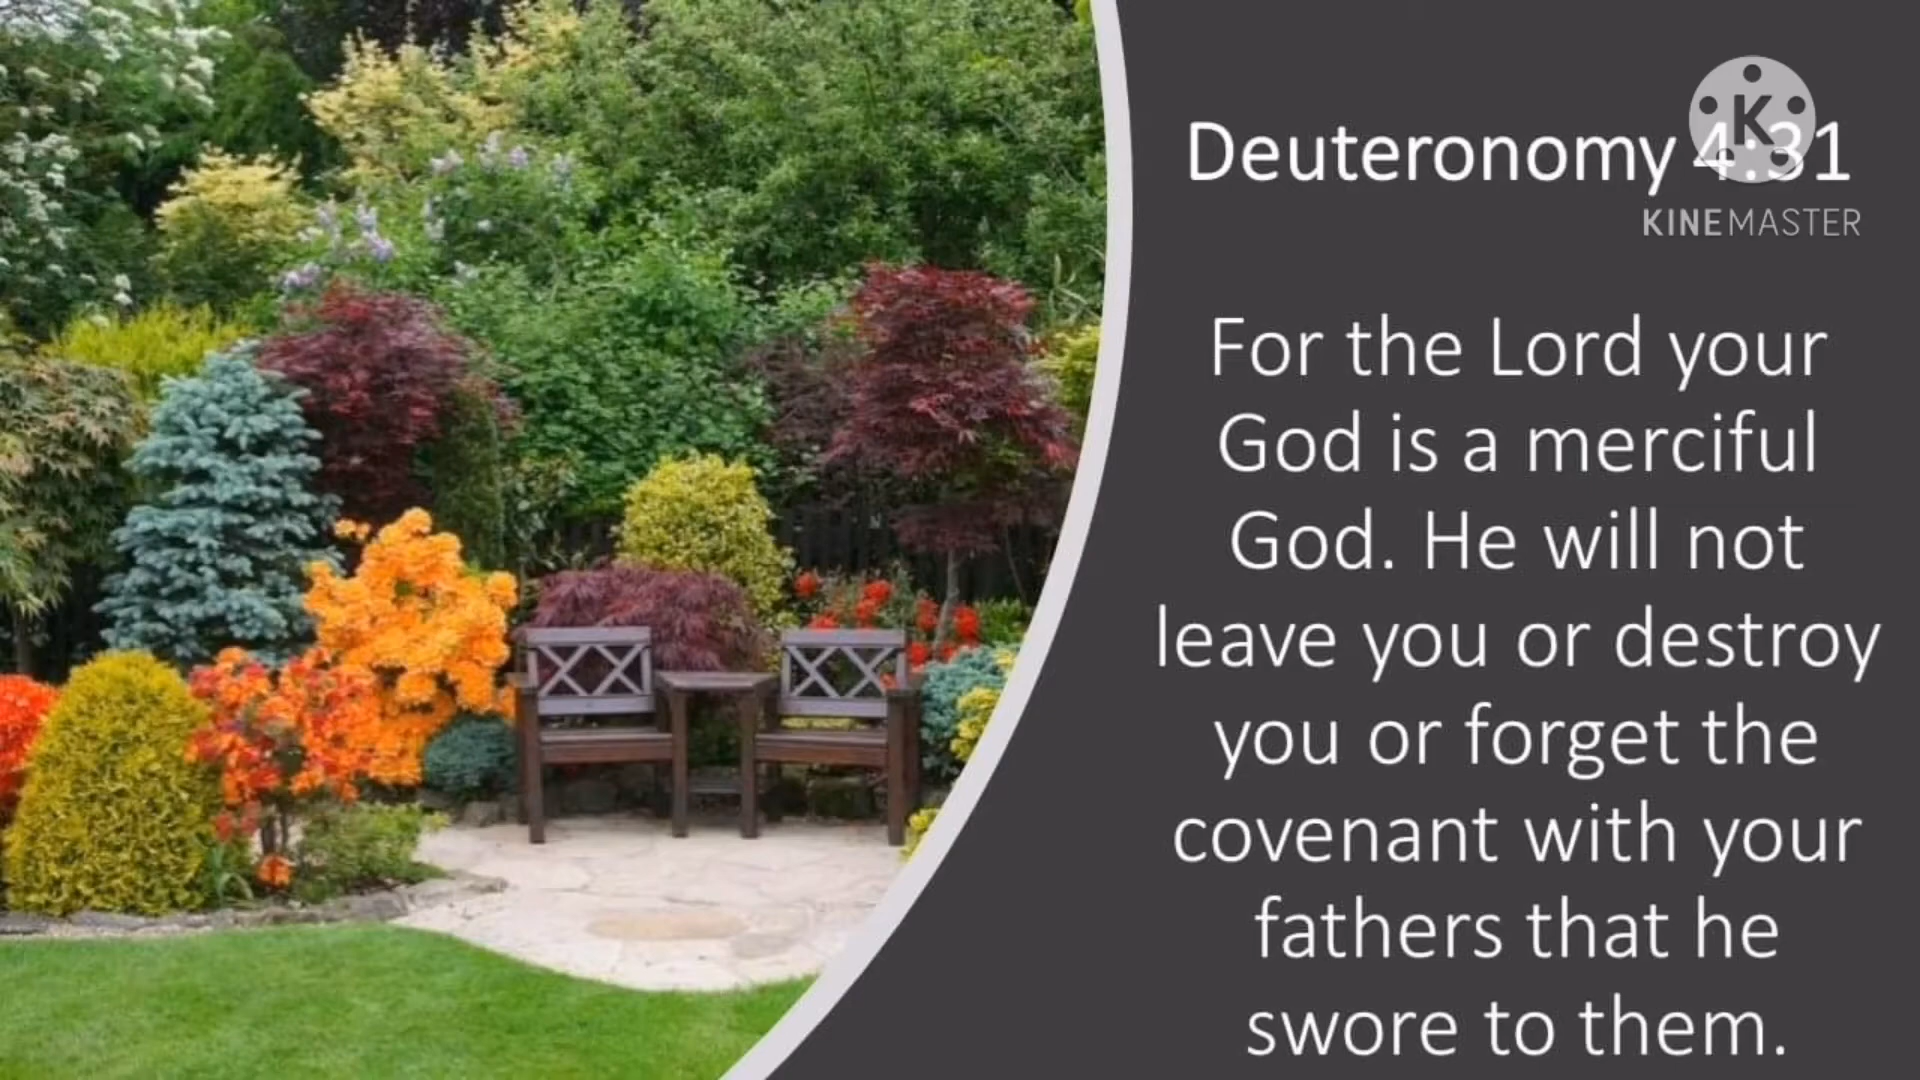 Deuteronomy 4:31
K
KINEMASTER
For the Lord your
God is a merciful
God. He will not
leave you or destroy
you or forget the
covenant with your
fathers that he
swore to them.